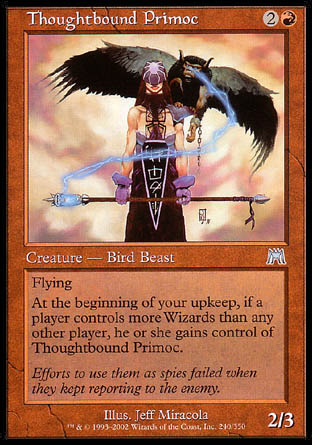 Thoughtbound Primoc 2
Creature — Bird Beast
Flying
At the beginning of your upkeep, if a
player controls more Wizards than any
other player, he or she gains control of
Thoughtbound Primoc.
Efforts to use them as spies failed when
they kept reporting to the enemy.
Illus. Jeff Miracola
2/3
™ & © 1993-2002 Wizards of the Coast, Inc. 240/350